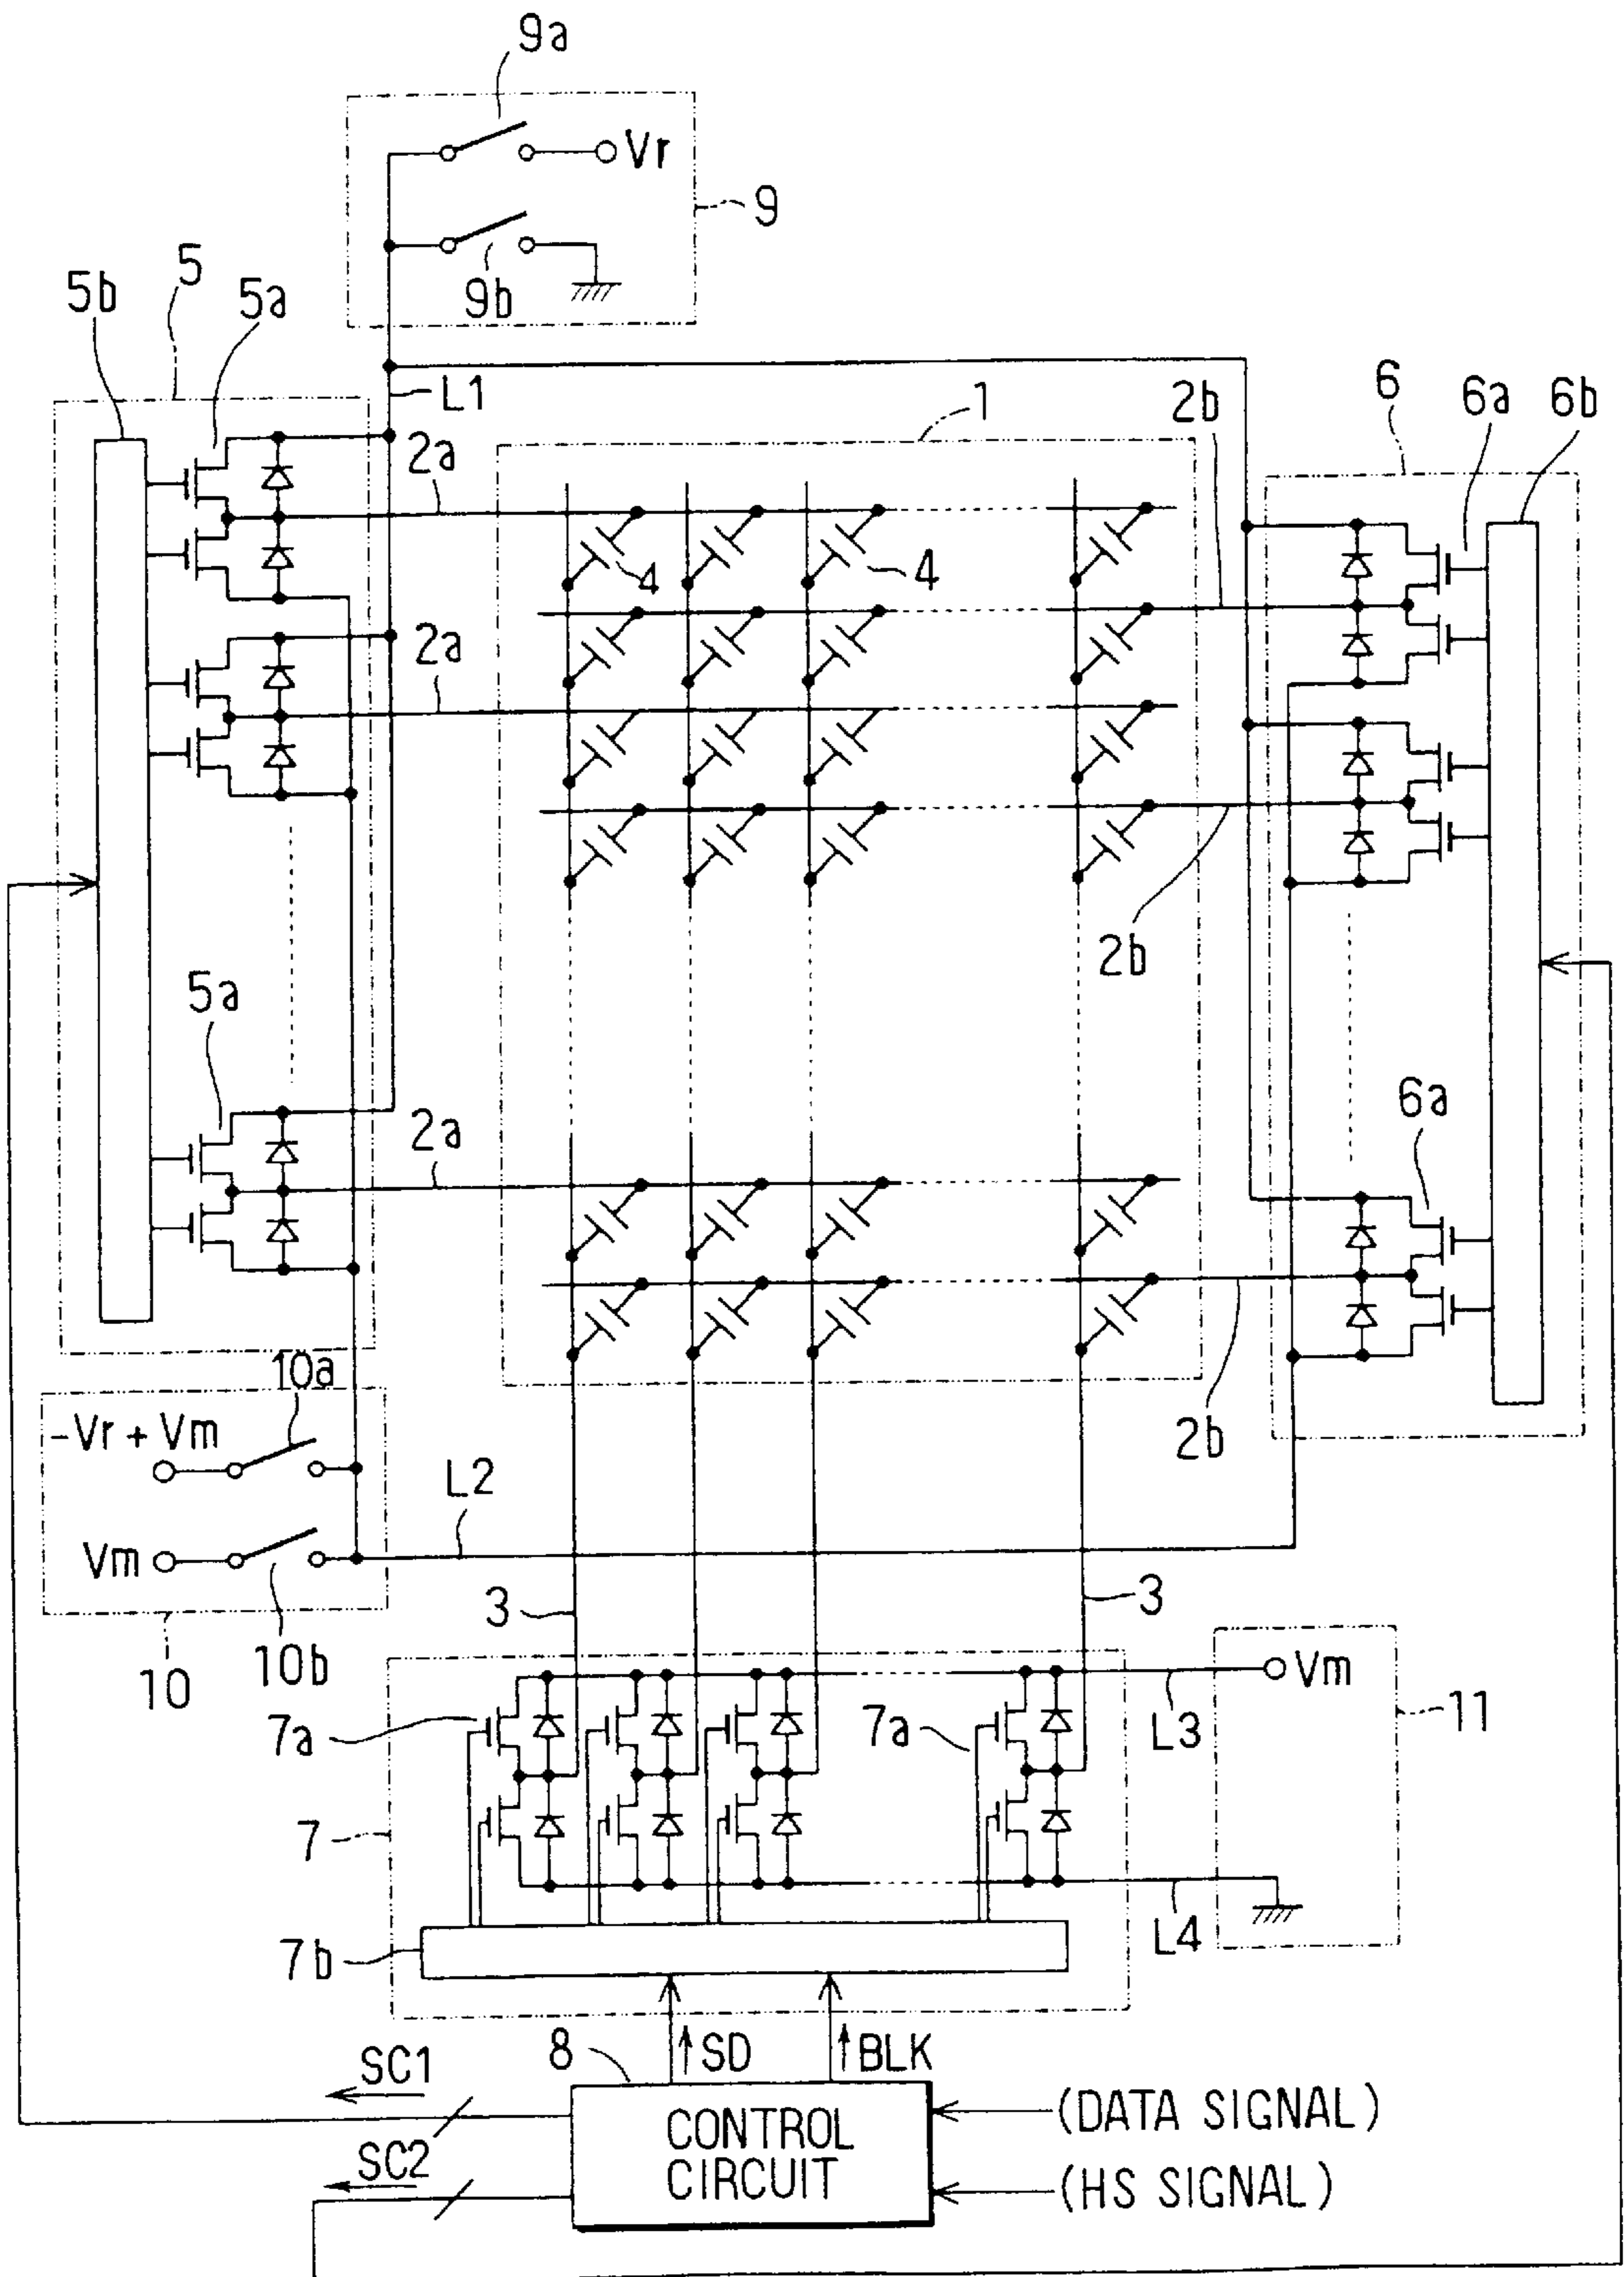 9a
Vr
9
9b
5
5b
5a
L1
6
6a
6b
2b
1
2a
4
4
2a
2b
5a
6a
2a
10a
-Vr + Vm
2b
L2
Vm
3
3
10
10b
Vm
7a
7a
L3
11
7
L4
7b
8
SD
BLK
SC1
(DATA SIGNAL)
CONTROL
CIRCUIT
SC2
(HS SIGNAL)